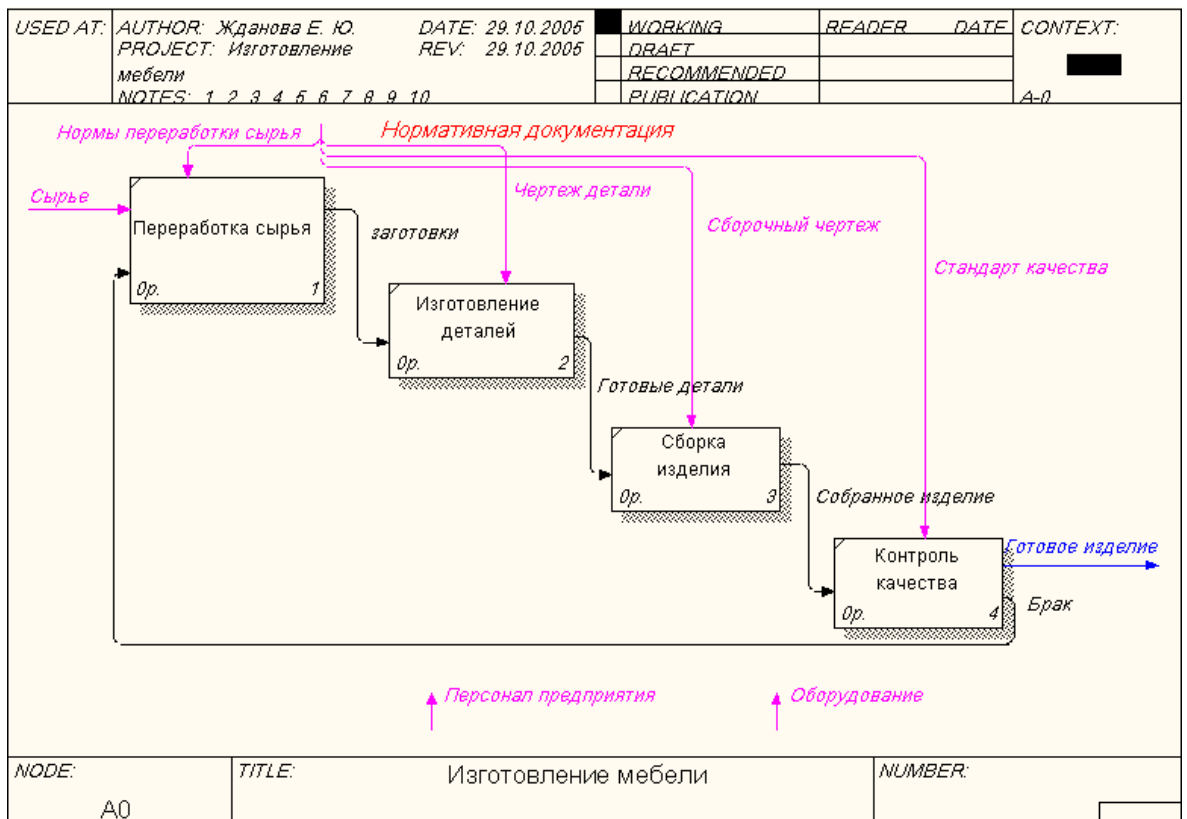 USED AT: AUTHOR: Жданова Е. Ю. DATE: 29.10.2005 WORKING READER DATE CONTEXT:
PROJECT: Изготовление REV: 29.10.2005 DRAFT
мебели RECOMMENDED
NOTES: 1 2 3 4 5 6 7 8 9 10 PUBLICATION A-0
Нормы переработки сырья Нормативная документация
Сырье Чертеж детали
Переработка сырья заготовки Сборочный чертеж
Стандарт качества
0р. 1
Изготовление
деталей
0р. 2
Готовые детали
Сборка
изделия
0р. 3
Собранное изделие
Контроль Готовое изделие
качества
0р. 4 Брак
Персонал предприятия Оборудование
NODE: TITLE: Изготовление мебели NUMBER:
A0